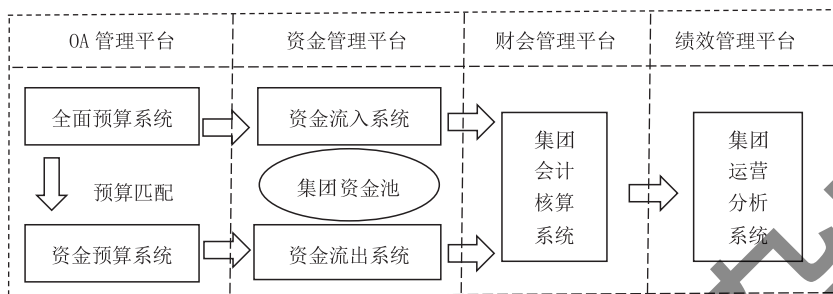 OA 管理平台
资金管理平台
财会管理平台
绩效管理平台
全面预算系统
预算匹配
资金预算系统
资金流入系统
集团资金池
资金流出系统
集团
会计
核算
系统
集团
运营
分析
系统